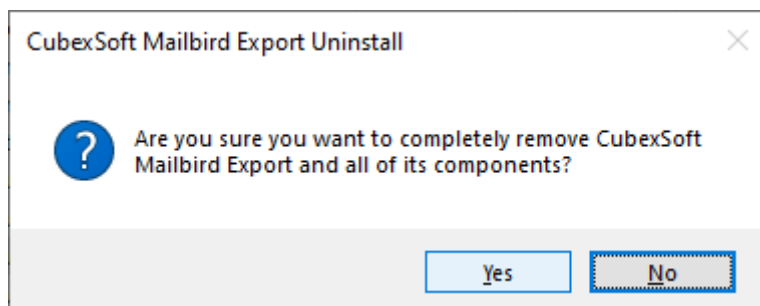 CubexSoft Mailbird Export Uninstall
Are you sure you want to completely remove CubexSoft
Mailbird Export and all of its components?
Yes
No